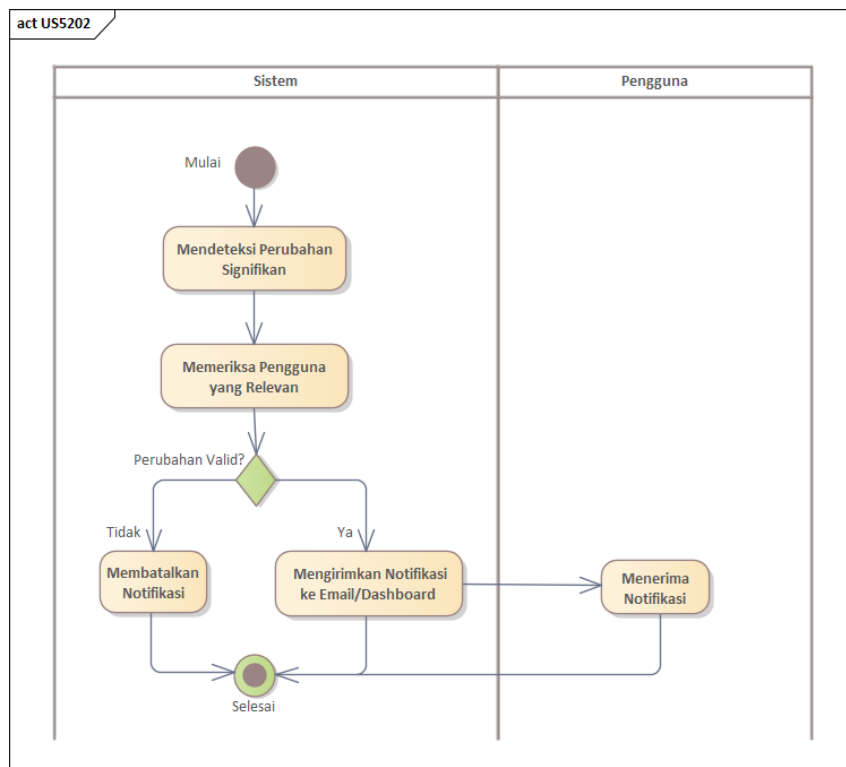 act US5202
Sistem
Pengguna
Mulai
Mendeteksi Perubahan
Signifikan
Memeriksa Pengguna
yang Relevan
Perubahan Valid?
Tidak
Ya
Membatalkan
Notifikasi
Mengirimkan Notifikasi
ke Email/Dashboard
Menerima
Notifikasi
Selesai